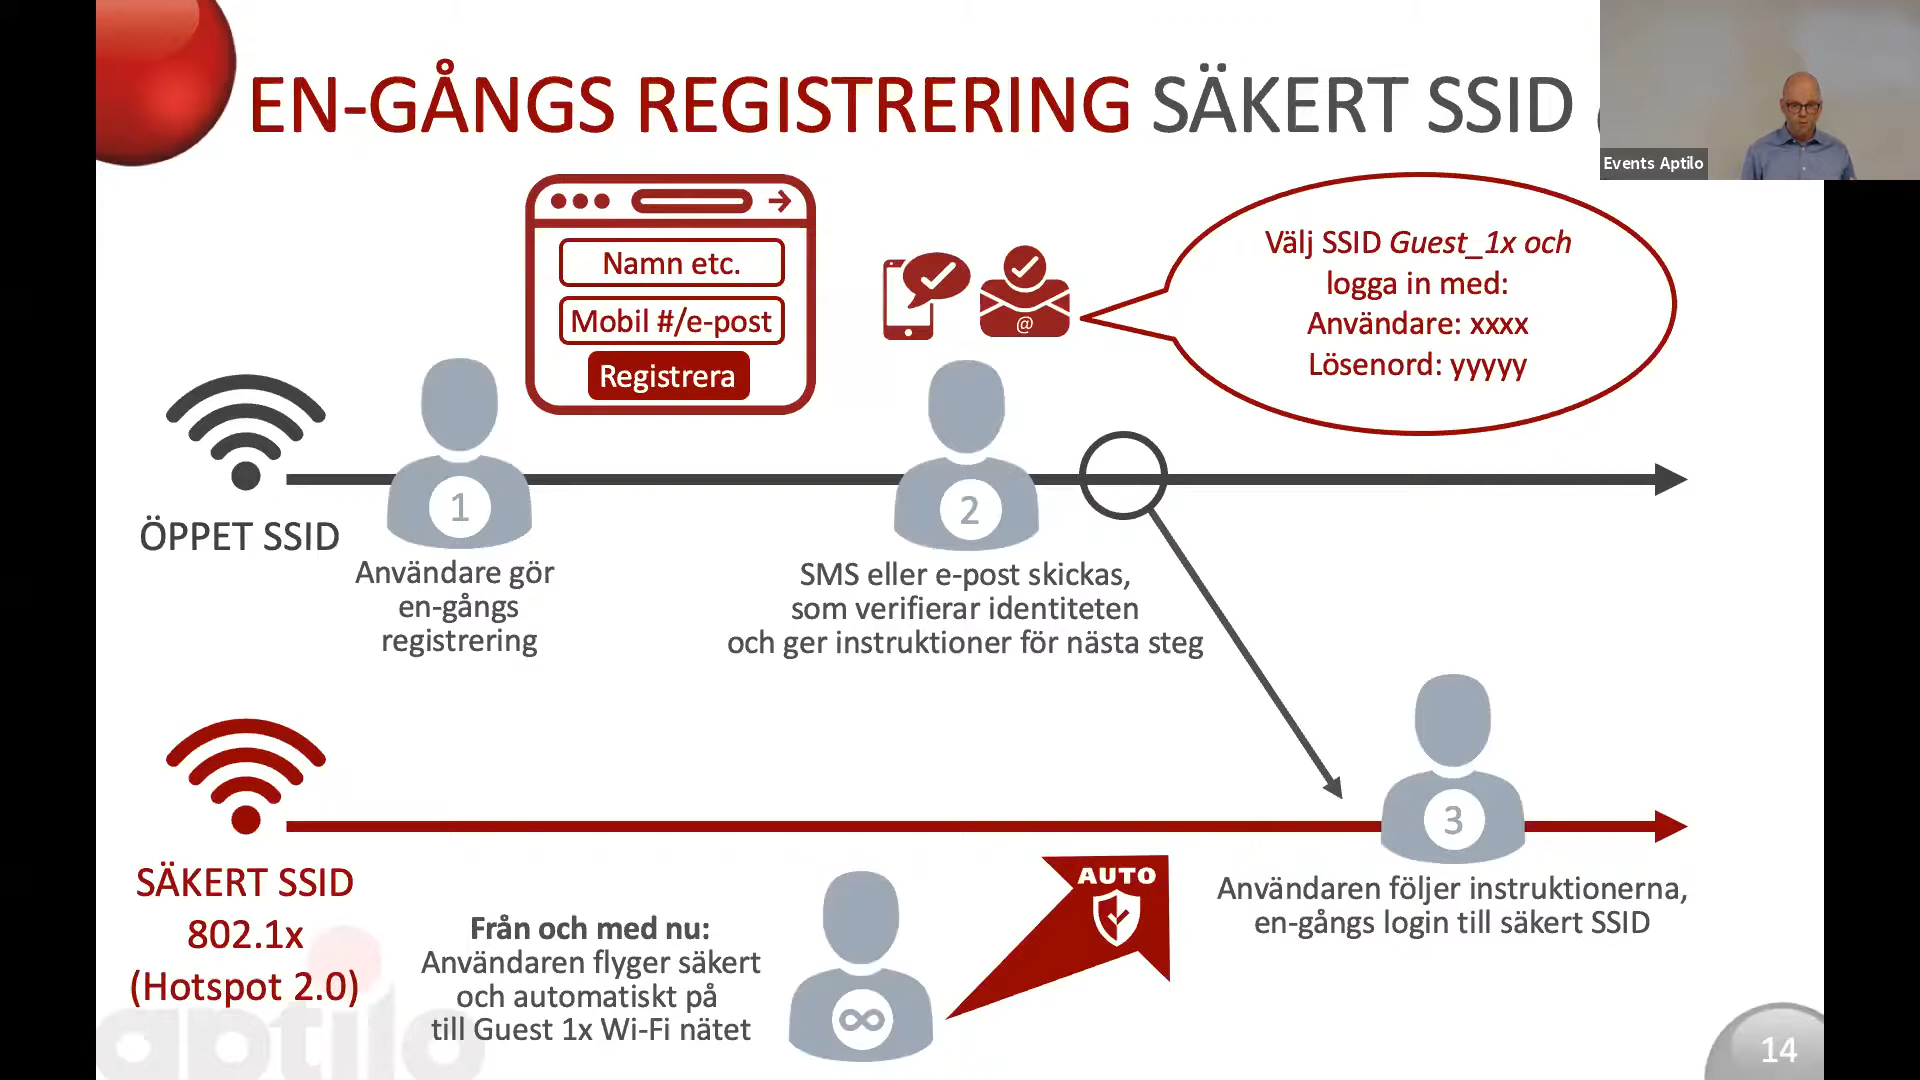 EN-GÅNGS REGISTRERING SÄKERT SSID
Events Aptilo
Namn etc.
Mobil #/e-post
Registrera
@
Välj SSID Guest_1x och
logga in med:
Användare: xxxx
Lösenord: yyyyy
ÖPPET SSID
1
Användare gör
en-gångs
registrering
2
SMS eller e-post skickas,
som verifierar identiteten
och ger instruktioner för nästa steg
SÄKERT SSID
802.1x
(Hotspot 2.0)
3
Användaren följer instruktionerna,
en-gångs login till säkert SSID
AUTO
Från och med nu:
Användaren flyger säkert
och automatiskt på
till Guest 1x Wi-Fi nätet
∞
aptilo
14